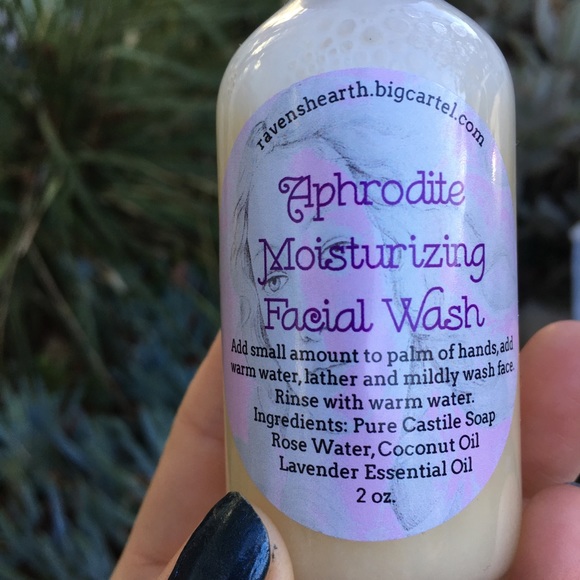 ravenshearth.bigcartel.com
Aphrodite
Moisturizing
Facial Wash
Add small amount to palm of hands, add
warm water, lather and mildly wash face.
Rinse with warm water.
Ingredients: Pure Castile Soap
Rose Water, Coconut Oil
Lavender Essential Oil
2 oz.